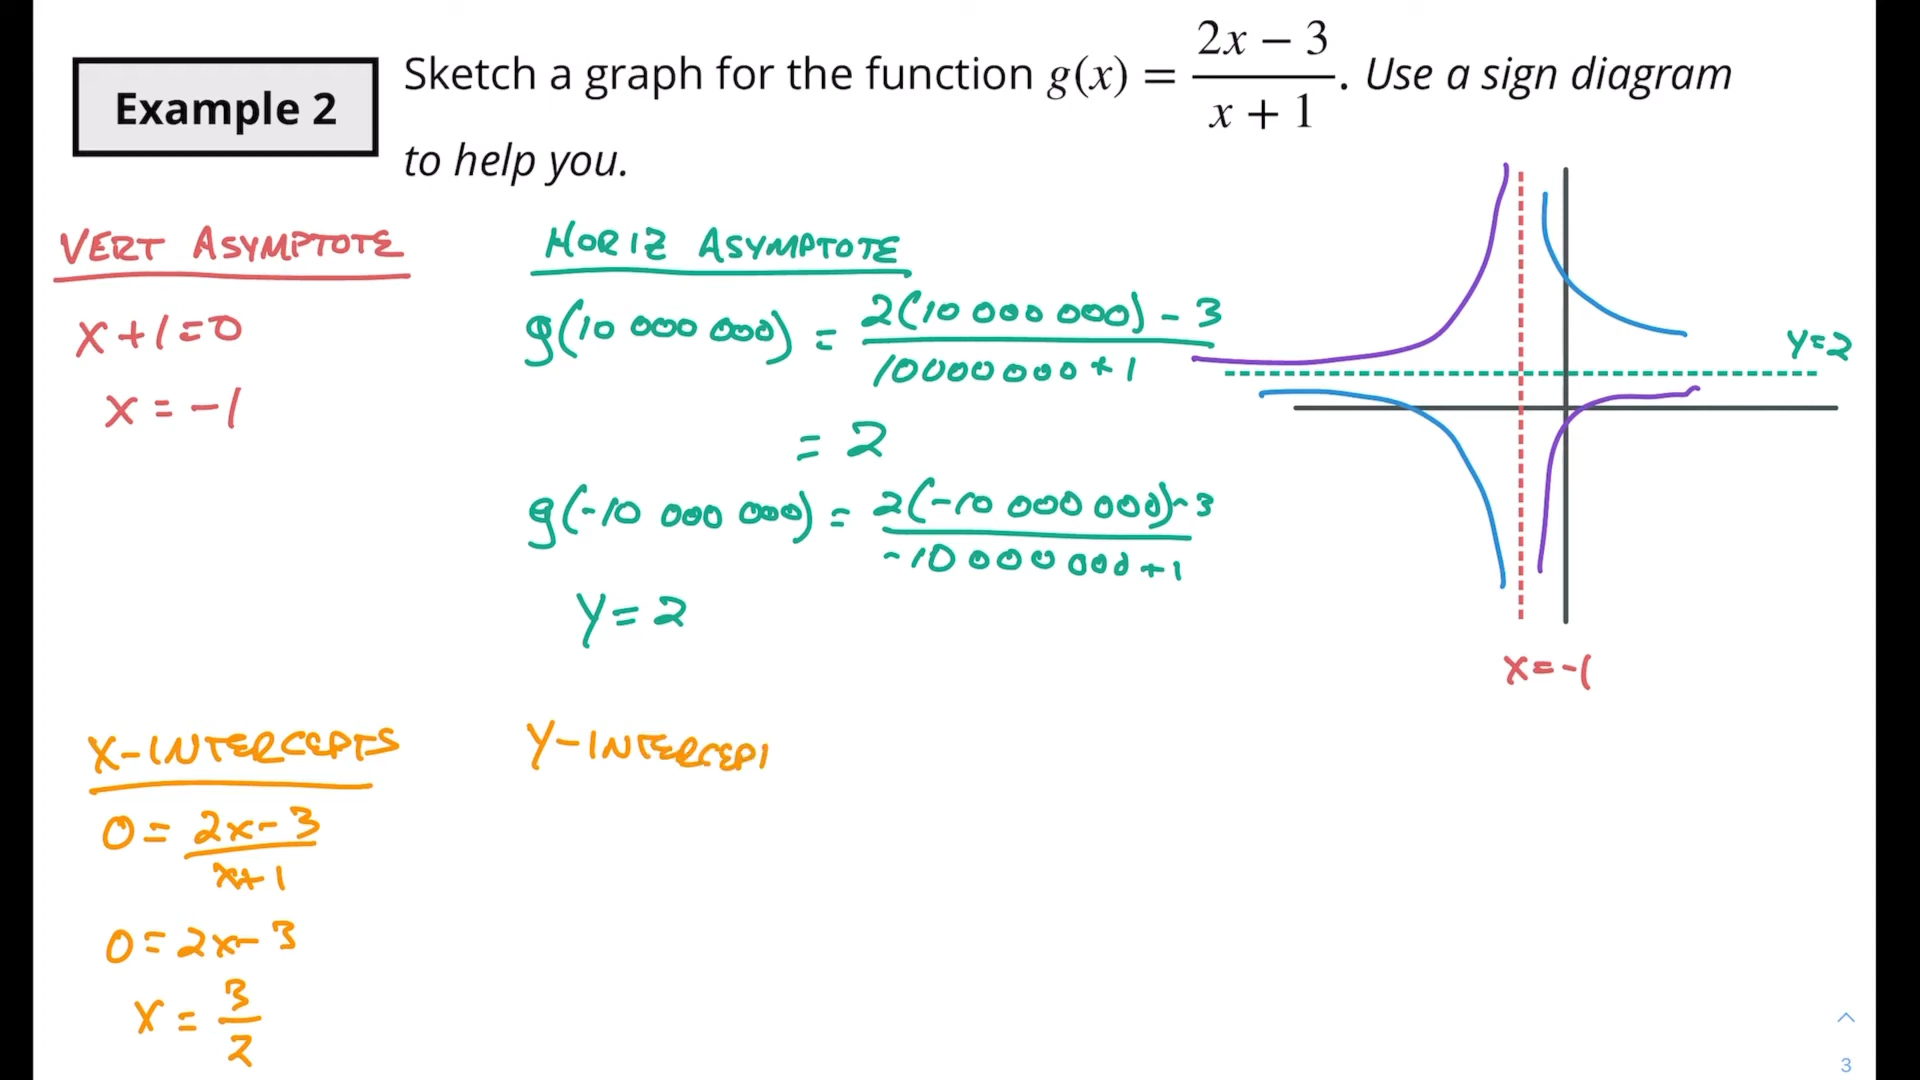 Example 2
Sketch a graph for the function g(x) = (2x − 3)/(x + 1). Use a sign diagram
to help you.
VERT ASYMPTOTE
x+1=0
x=-1
HORIZ ASYMPTOTE
g(10 000 000) = (2(10 000 000) - 3)/(10000000+1)
= 2
g(-10 000 000) = (2(-10 000 000)-3)/(-10 000 000+1)
y=2
y=2
x=-1
X-INTERCEPTS
0 = (2x-3)/(x+1)
0=2x-3
x = 3/2
Y-INTERCEPT
3